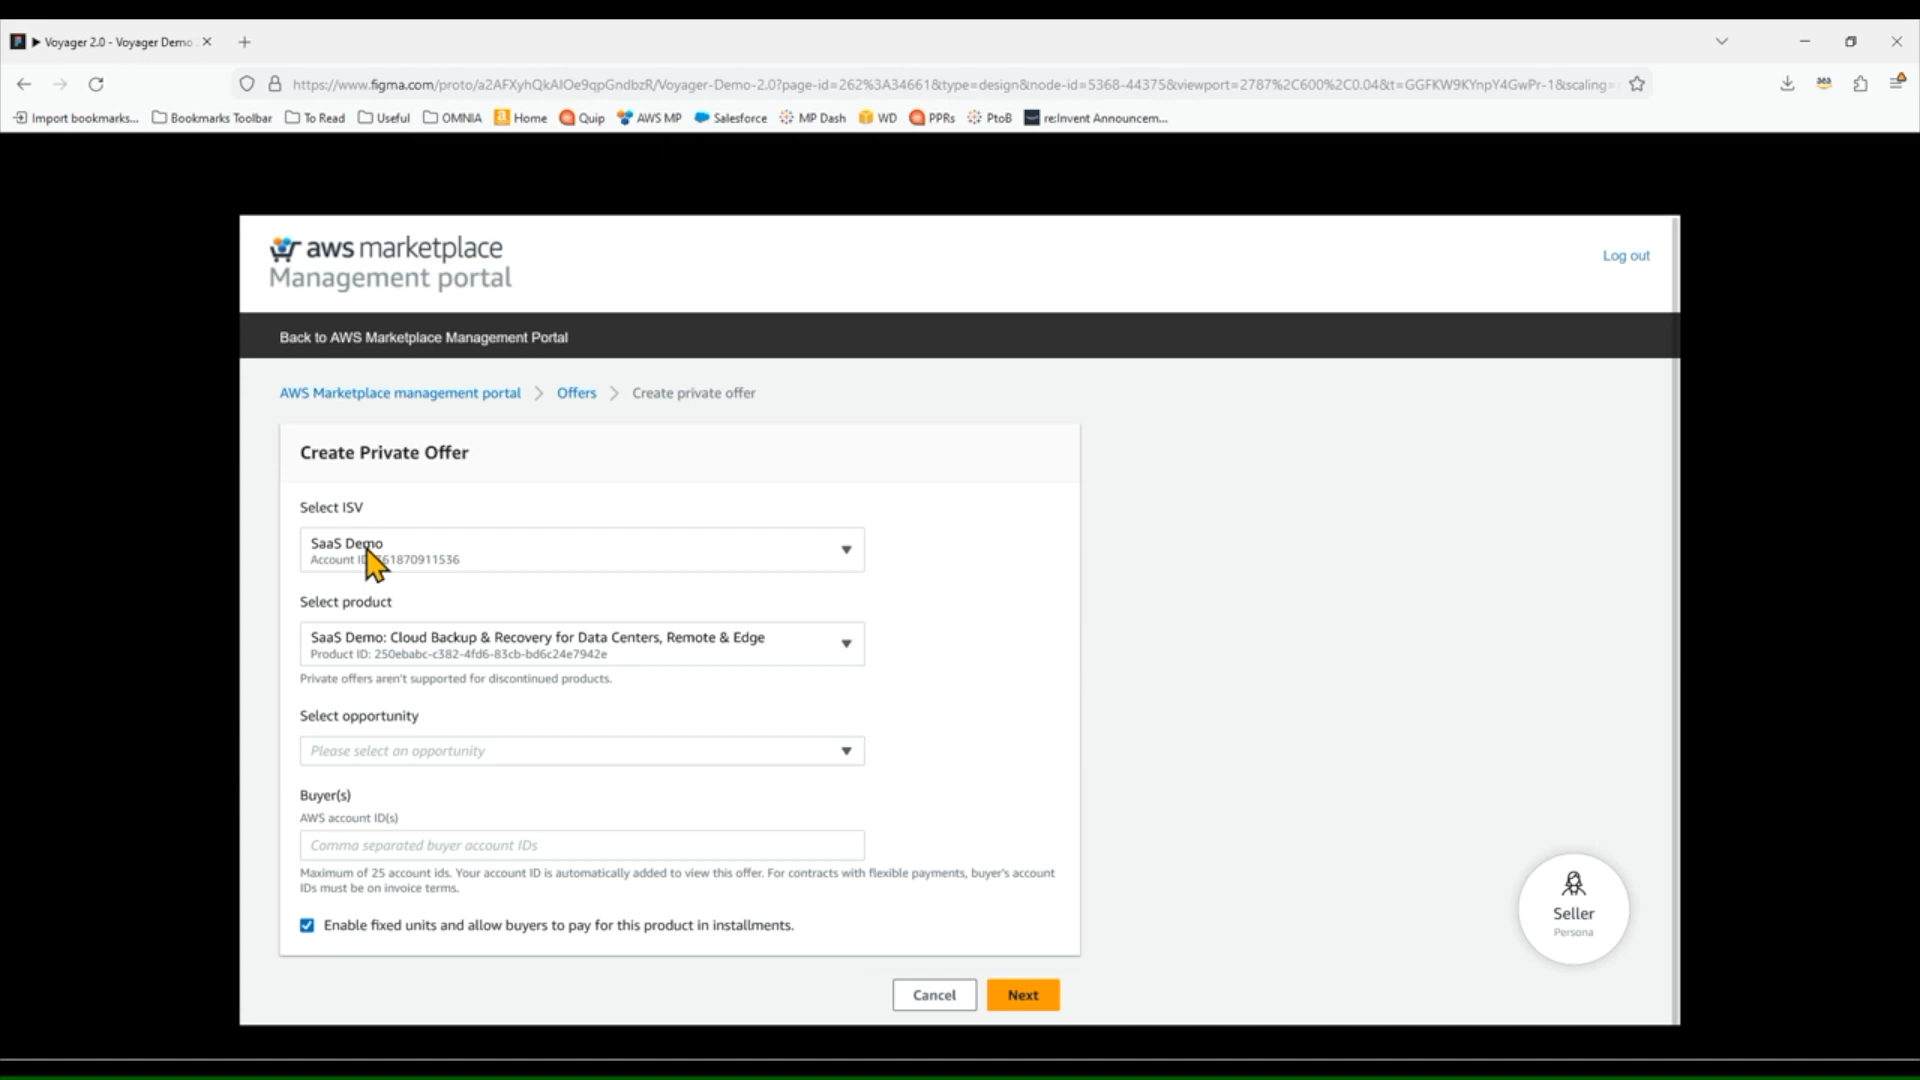 Voyager 2.0 - Voyager Demo
https://www.figma.com/proto/a2AFXyhQkAIOe9qpGndbzR/Voyager-Demo-2.0?page-id=262%3A34661&type=design&node-id=5368-44375&viewport=2787%2C600%2C0.04&t=GGFKW9KYnpY4GwPr-1&scaling=
Import bookmarks... Bookmarks Toolbar To Read Useful OMNIA Home Quip AWS MP Salesforce MP Dash WD PPRs PtoB re:Invent Announcem...
aws marketplace
Management portal
Log out
Back to AWS Marketplace Management Portal
AWS Marketplace management portal > Offers > Create private offer
Create Private Offer
Select ISV
SaaS Demo
Account ID 61870911536
Select product
SaaS Demo: Cloud Backup & Recovery for Data Centers, Remote & Edge
Product ID: 250ebabc-c382-4fd6-83cb-bd6c24e7942e
Private offers aren't supported for discontinued products.
Select opportunity
Please select an opportunity
Buyer(s)
AWS account ID(s)
Comma separated buyer account IDs
Maximum of 25 account ids. Your account ID is automatically added to view this offer. For contracts with flexible payments, buyer's account
IDs must be on invoice terms.
Enable fixed units and allow buyers to pay for this product in installments.
Cancel
Next
Seller
Persona